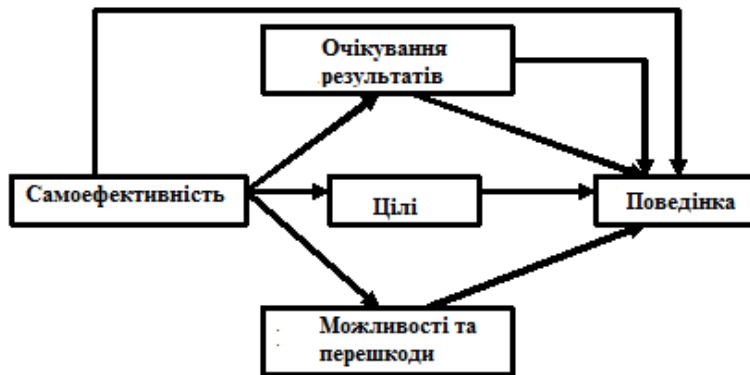 Очікування
результатів
Самоефективність
Цілі
Поведінка
Можливості та
перешкоди